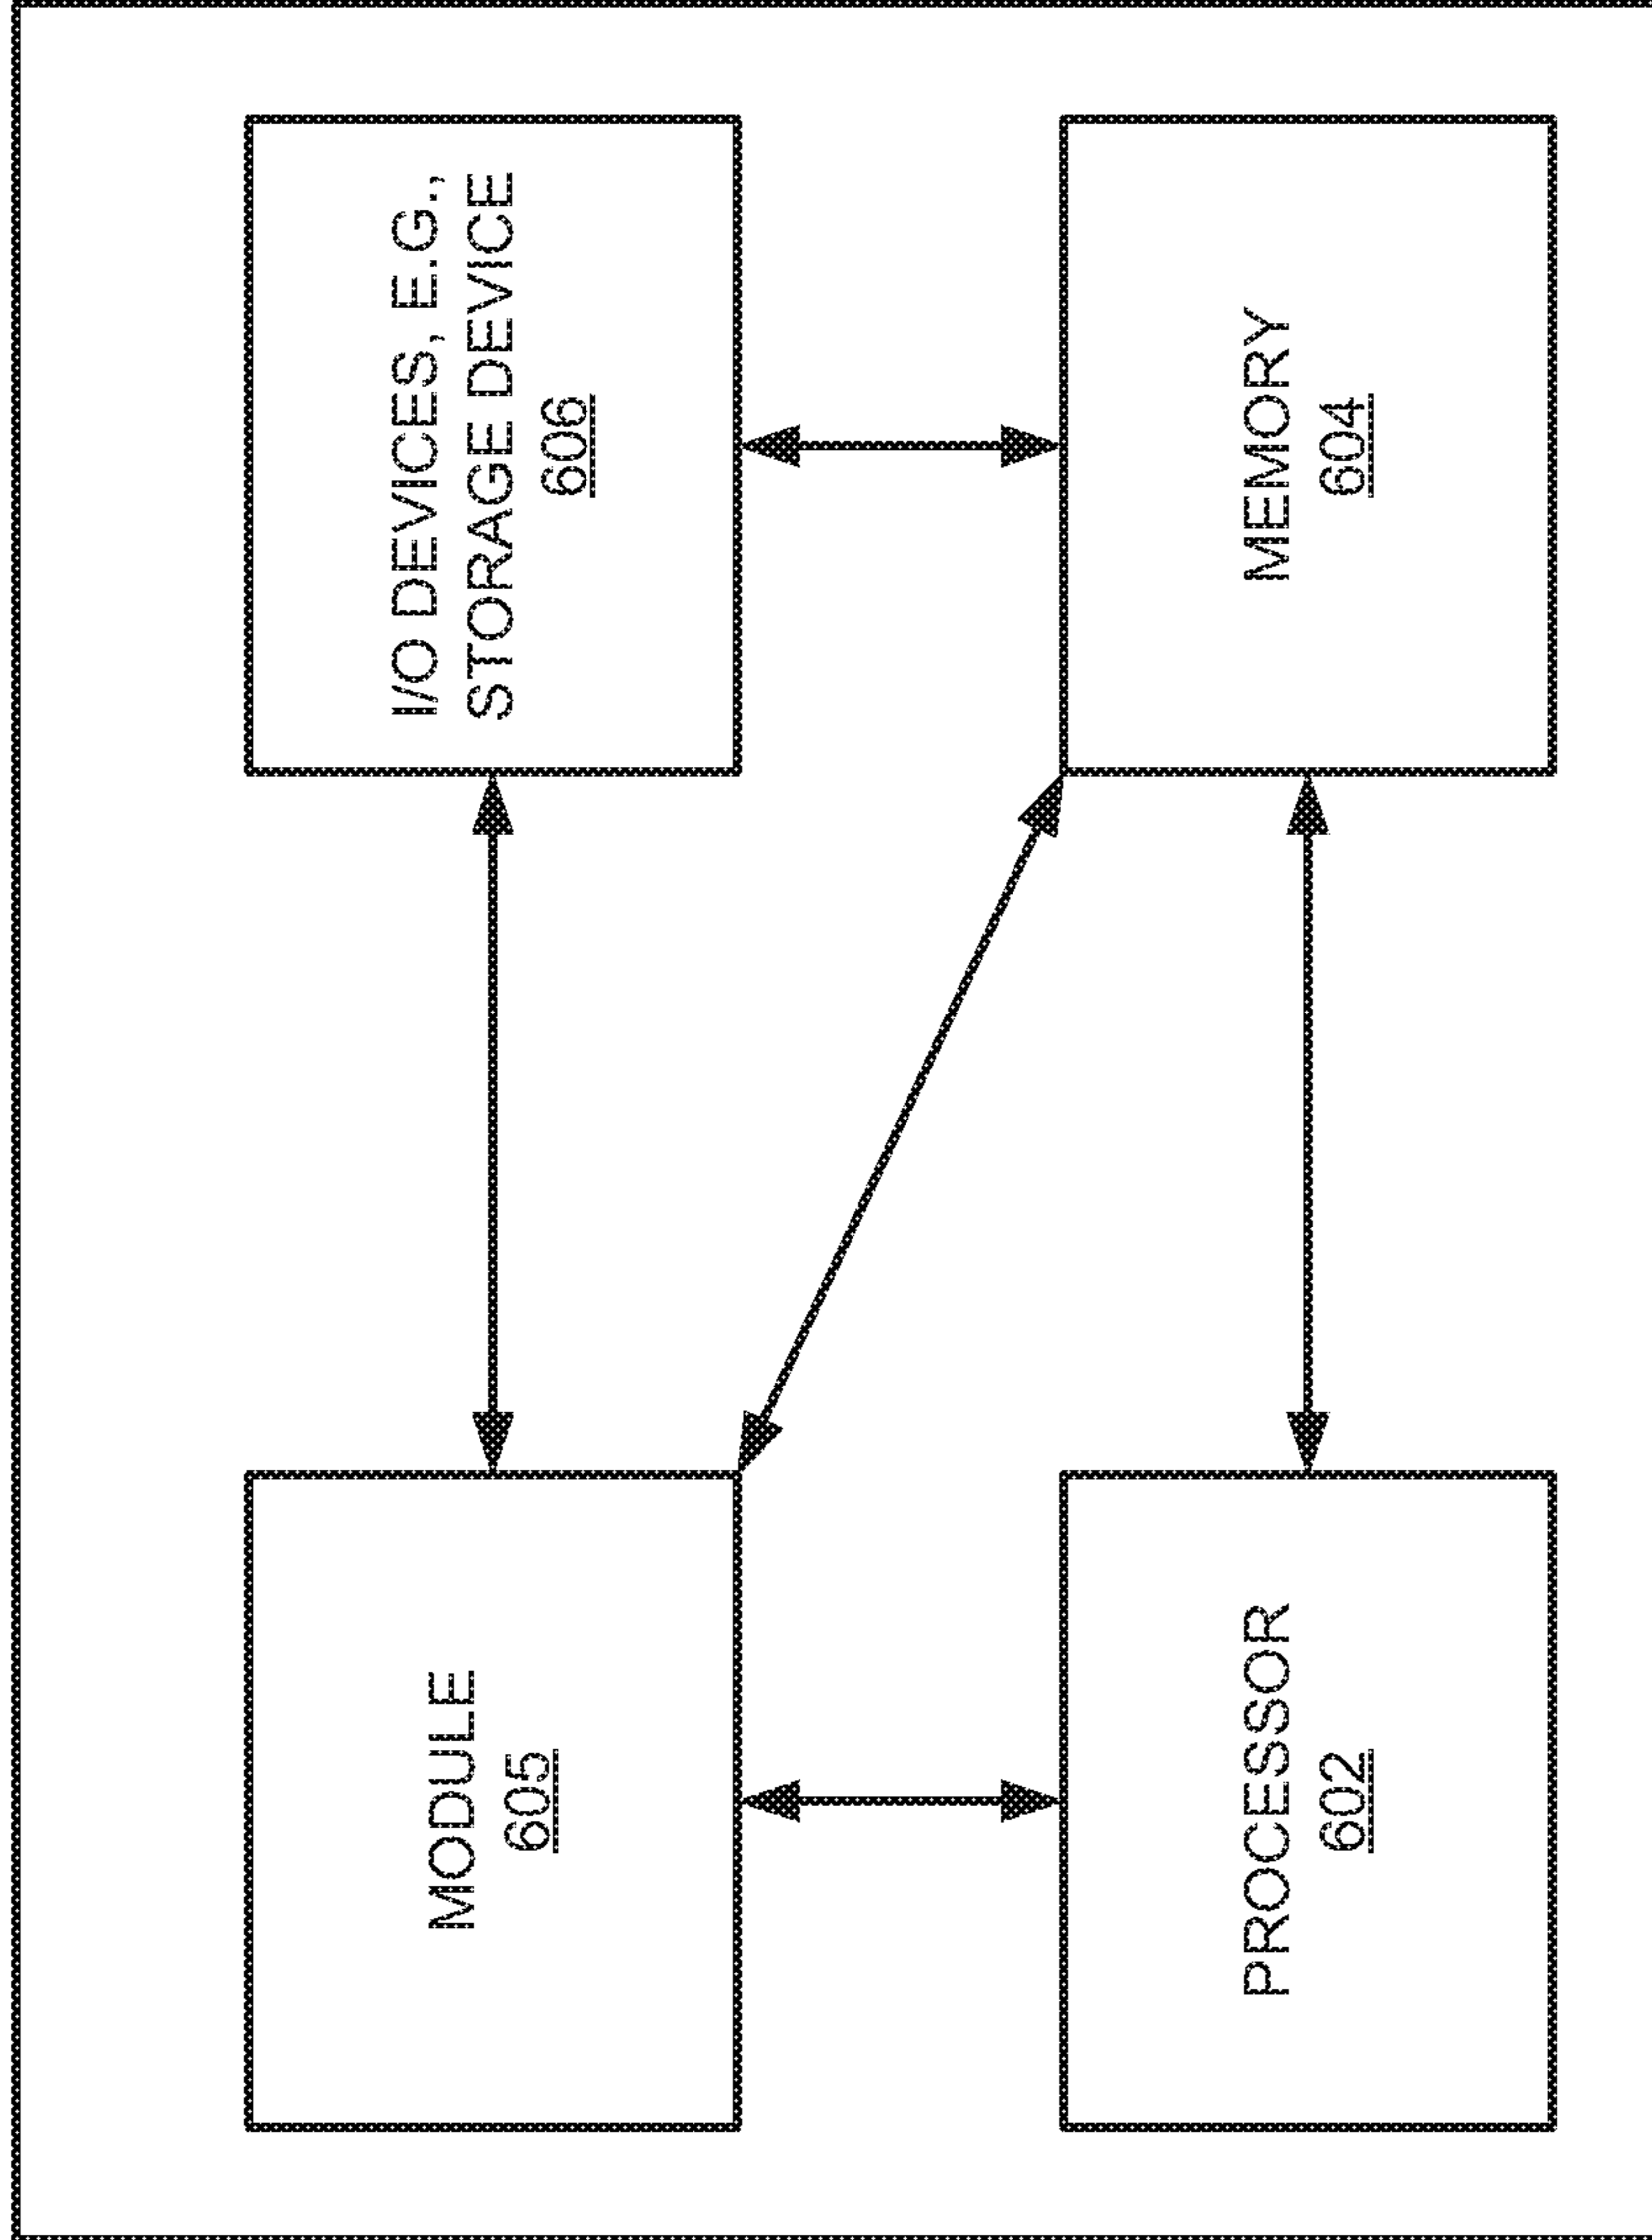 MODULE
605
I/O DEVICES, E.G.,
STORAGE DEVICE
606
PROCESSOR
602
MEMORY
604